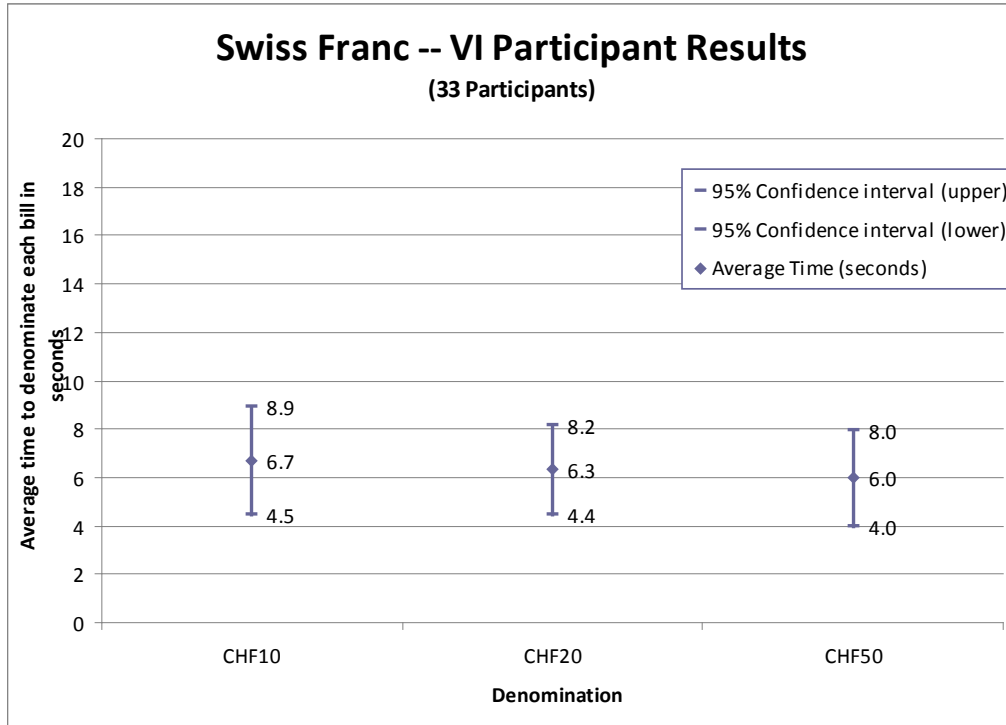 Swiss Franc -- VI Participant Results
(33 Participants)
Average time to denominate each bill in
seconds
20
18
16
14
12
10
8
6
4
2
0
95% Confidence interval (upper)
95% Confidence interval (lower)
Average Time (seconds)
8.9
6.7
4.5
8.2
6.3
4.4
8.0
6.0
4.0
CHF10
CHF20
CHF50
Denomination